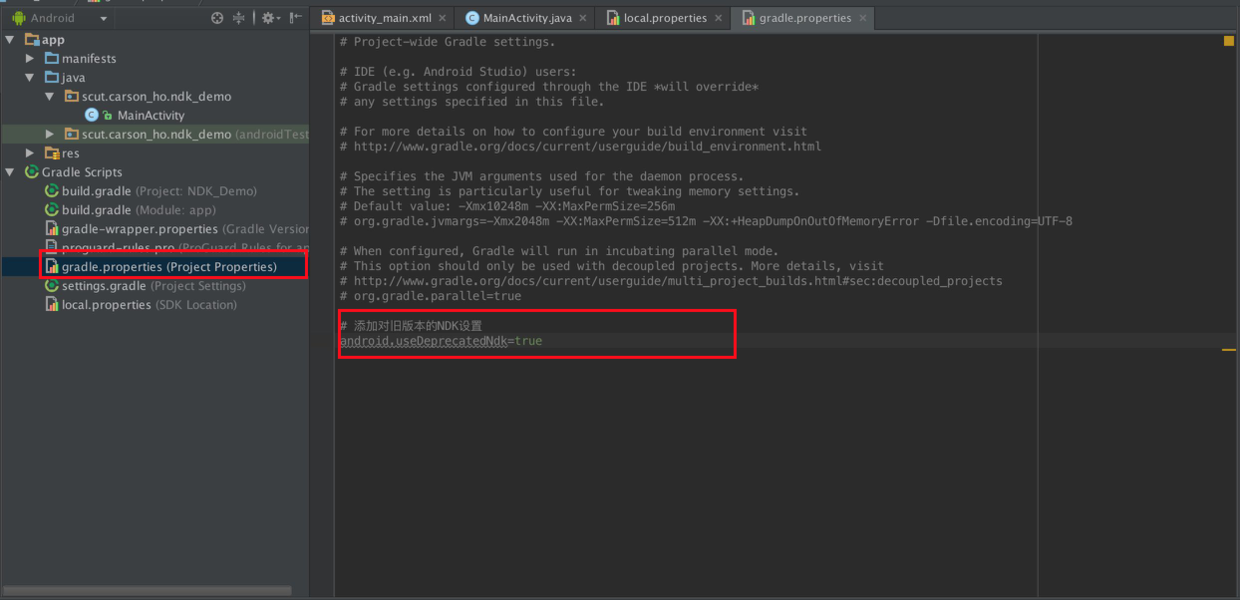 Android
activity_main.xml
MainActivity.java
local.properties
gradle.properties
app
manifests
java
scut.carson_ho.ndk_demo
MainActivity
scut.carson_ho.ndk_demo (androidTest
res
Gradle Scripts
build.gradle (Project: NDK_Demo)
build.gradle (Module: app)
gradle-wrapper.properties (Gradle Version
proguard-rules.pro (ProGuard Rules for ap
gradle.properties (Project Properties)
settings.gradle (Project Settings)
local.properties (SDK Location)
# Project-wide Gradle settings.
# IDE (e.g. Android Studio) users:
# Gradle settings configured through the IDE *will override*
# any settings specified in this file.
# For more details on how to configure your build environment visit
# http://www.gradle.org/docs/current/userguide/build_environment.html
# Specifies the JVM arguments used for the daemon process.
# The setting is particularly useful for tweaking memory settings.
# Default value: -Xmx10248m -XX:MaxPermSize=256m
# org.gradle.jvmargs=-Xmx2048m -XX:MaxPermSize=512m -XX:+HeapDumpOnOutOfMemoryError -Dfile.encoding=UTF-8
# When configured, Gradle will run in incubating parallel mode.
# This option should only be used with decoupled projects. More details, visit
# http://www.gradle.org/docs/current/userguide/multi_project_builds.html#sec:decoupled_projects
# org.gradle.parallel=true
# 添加对旧版本的NDK设置
android.useDeprecatedNdk=true